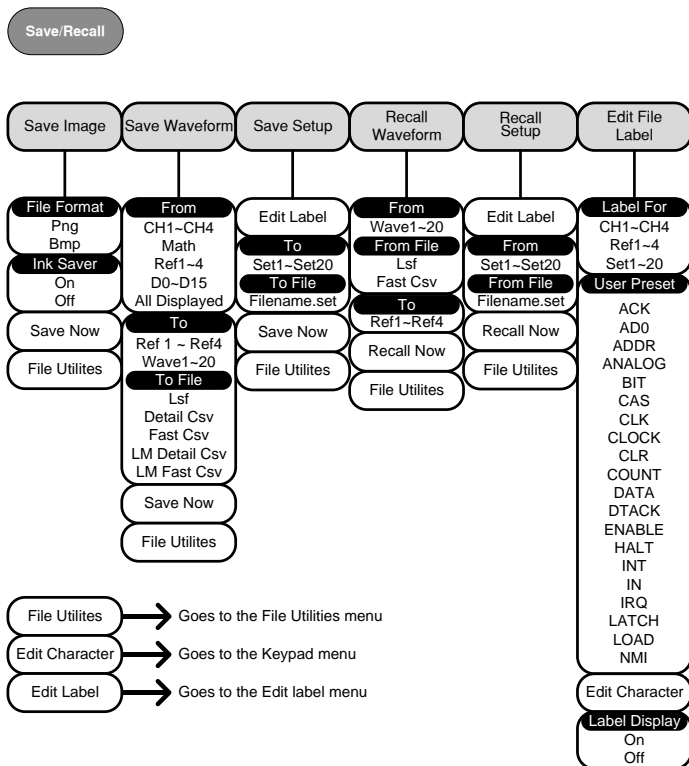 Save/Recall
Save Image
File Format
Png
Bmp
Ink Saver
On
Off
Save Now
File Utilites
Save Waveform
From
CH1~CH4
Math
Ref1~4
D0~D15
All Displayed
To
Ref 1 ~ Ref4
Wave1~20
To File
Lsf
Detail Csv
Fast Csv
LM Detail Csv
LM Fast Csv
Save Now
File Utilites
Save Setup
Edit Label
To
Set1~Set20
To File
Filename.set
Save Now
File Utilites
Recall
Waveform
From
Wave1~20
From File
Lsf
Fast Csv
To
Ref1~Ref4
Recall Now
File Utilites
Recall
Setup
Edit Label
From
Set1~Set20
From File
Filename.set
Recall Now
File Utilites
Edit File
Label
Label For
CH1~CH4
Ref1~4
Set1~20
User Preset
ACK
AD0
ADDR
ANALOG
BIT
CAS
CLK
CLOCK
CLR
COUNT
DATA
DTACK
ENABLE
HALT
INT
IN
IRQ
LATCH
LOAD
NMI
Edit Character
Label Display
On
Off
File Utilites Goes to the File Utilities menu
Edit Character Goes to the Keypad menu
Edit Label Goes to the Edit label menu